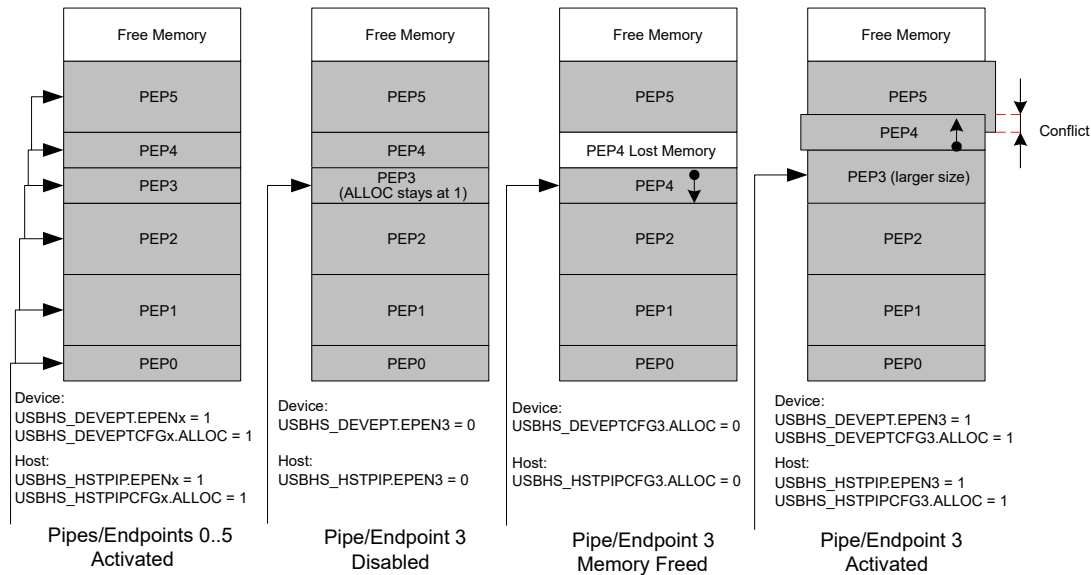 Free Memory
PEP5
PEP4
PEP3
PEP2
PEP1
PEP0
Device:
USBHS_DEVEPT.EPENx = 1
USBHS_DEVEPTCFGx.ALLOC = 1
Host:
USBHS_HSTPIP.EPENx = 1
USBHS_HSTPIPCFGx.ALLOC = 1
Pipes/Endpoints 0..5
Activated
Free Memory
PEP5
PEP4
PEP3
(ALLOC stays at 1)
PEP2
PEP1
PEP0
Device:
USBHS_DEVEPT.EPEN3 = 0
Host:
USBHS_HSTPIP.EPEN3 = 0
Pipe/Endpoint 3
Disabled
Free Memory
PEP5
PEP4 Lost Memory
PEP4
PEP2
PEP1
PEP0
Device:
USBHS_DEVEPTCFG3.ALLOC = 0
Host:
USBHS_HSTPIPCFG3.ALLOC = 0
Pipe/Endpoint 3
Memory Freed
Free Memory
PEP5
PEP4
Conflict
PEP3 (larger size)
PEP2
PEP1
PEP0
Device:
USBHS_DEVEPT.EPEN3 = 1
USBHS_DEVEPTCFG3.ALLOC = 1
Host:
USBHS_HSTPIP.EPEN3 = 1
USBHS_HSTPIPCFG3.ALLOC = 1
Pipe/Endpoint 3
Activated